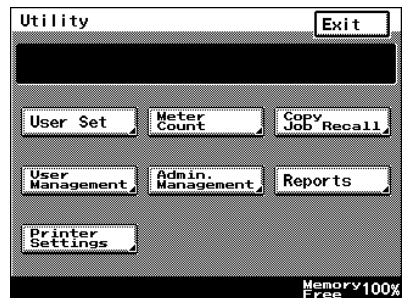 Utility
Exit
User Set
Meter
Count
Copy
Job Recall
User
Management
Admin.
Management
Reports
Printer
Settings
Memory
Free 100%